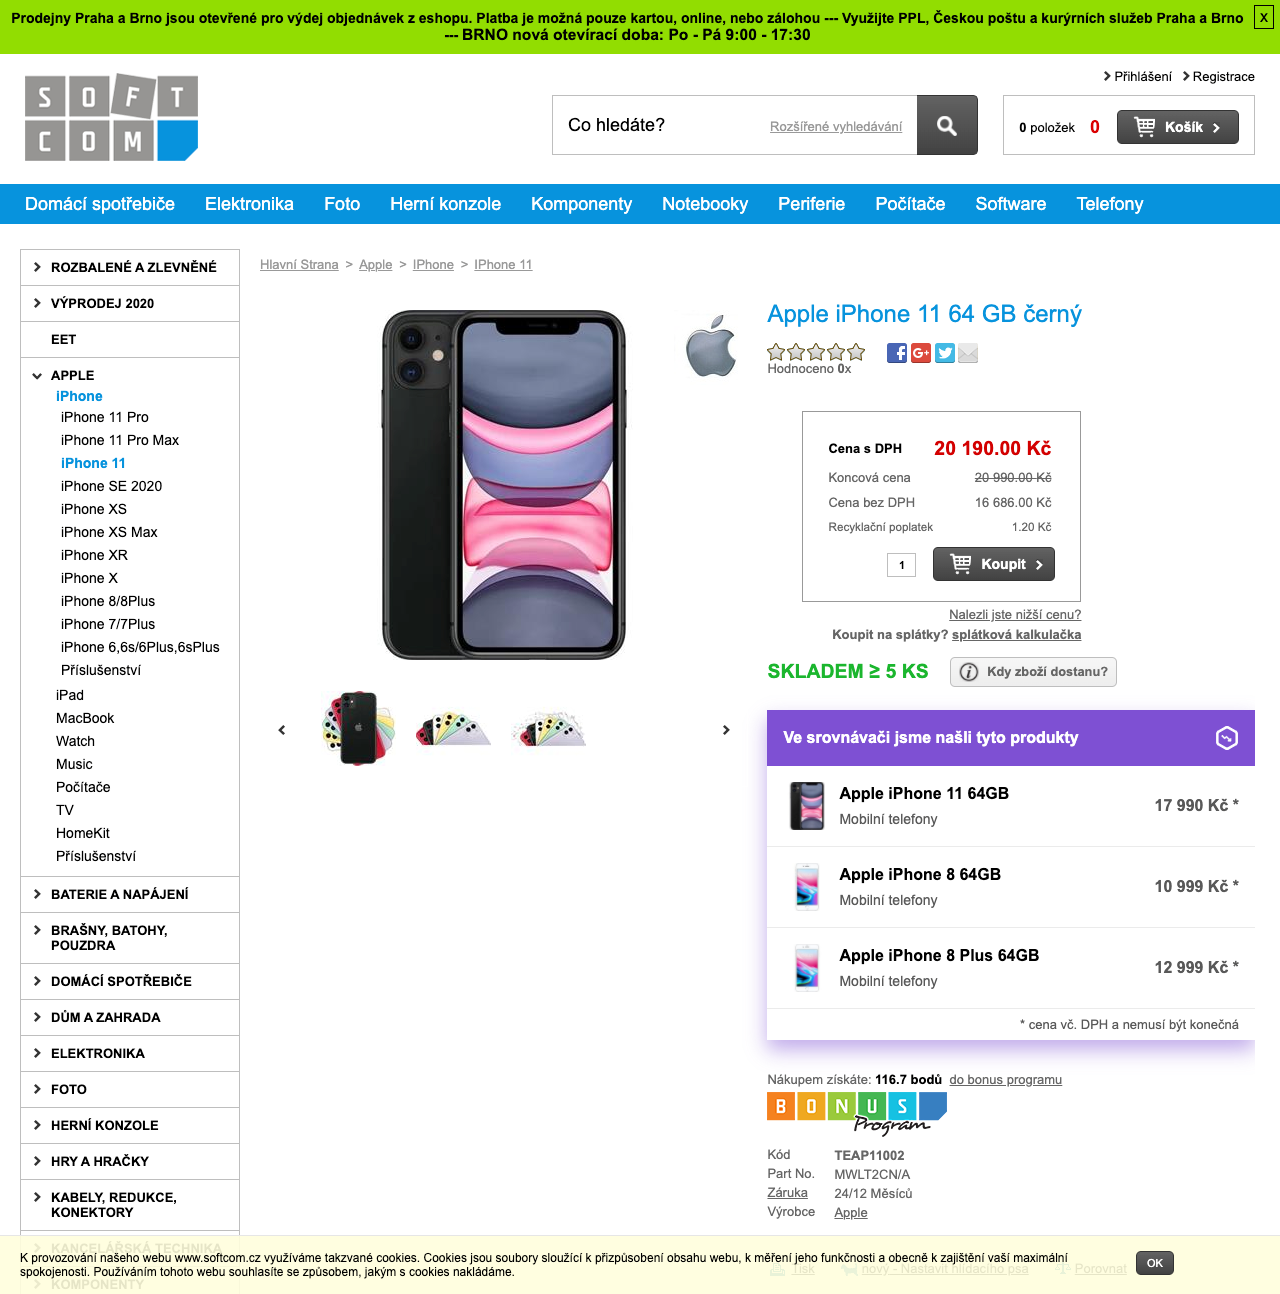 Prodejny Praha a Brno jsou otevřené pro výdej objednávek z eshopu. Platba je možná pouze kartou, online, nebo zálohou --- Využijte PPL, Českou poštu a kurýrních služeb Praha a Brno
--- BRNO nová otevírací doba: Po - Pá 9:00 - 17:30
X
Přihlášení Registrace
SOFT
COM
Co hledáte? Rozšířené vyhledávání
0 položek 0 Košík
Domácí spotřebiče Elektronika Foto Herní konzole Komponenty Notebooky Periferie Počítače Software Telefony
ROZBALENÉ A ZLEVNĚNÉ
VÝPRODEJ 2020
EET
APPLE
iPhone
iPhone 11 Pro
iPhone 11 Pro Max
iPhone 11
iPhone SE 2020
iPhone XS
iPhone XS Max
iPhone XR
iPhone X
iPhone 8/8Plus
iPhone 7/7Plus
iPhone 6,6s/6Plus,6sPlus
Příslušenství
iPad
MacBook
Watch
Music
Počítače
TV
HomeKit
Příslušenství
BATERIE A NAPÁJENÍ
BRAŠNY, BATOHY,
POUZDRA
DOMÁCÍ SPOTŘEBIČE
DŮM A ZAHRADA
ELEKTRONIKA
FOTO
HERNÍ KONZOLE
HRY A HRAČKY
KABELY, REDUKCE,
KONEKTORY
KANCELÁŘSKÁ TECHNIKA
KOMPONENTY
Hlavní Strana > Apple > IPhone > IPhone 11
Apple iPhone 11 64 GB černý
Hodnoceno 0x
Cena s DPH 20 190.00 Kč
Koncová cena 20 990.00 Kč
Cena bez DPH 16 686.00 Kč
Recyklační poplatek 1.20 Kč
1 Koupit
Nalezli jste nižší cenu?
Koupit na splátky? splátková kalkulačka
SKLADEM ≥ 5 KS Kdy zboží dostanu?
Ve srovnávači jsme našli tyto produkty
Apple iPhone 11 64GB
Mobilní telefony
17 990 Kč *
Apple iPhone 8 64GB
Mobilní telefony
10 999 Kč *
Apple iPhone 8 Plus 64GB
Mobilní telefony
12 999 Kč *
* cena vč. DPH a nemusí být konečná
Nákupem získáte: 116.7 bodů do bonus programu
BONUS
Program
Kód TEAP11002
Part No. MWLT2CN/A
Záruka 24/12 Měsíců
Výrobce Apple
Tisk nový - Nastavit hlídacího psa Porovnat
K provozování našeho webu www.softcom.cz využíváme takzvané cookies. Cookies jsou soubory sloužící k přizpůsobení obsahu webu, k měření jeho funkčnosti a obecně k zajištění vaší maximální
spokojenosti. Používáním tohoto webu souhlasíte se způsobem, jakým s cookies nakládáme.
OK